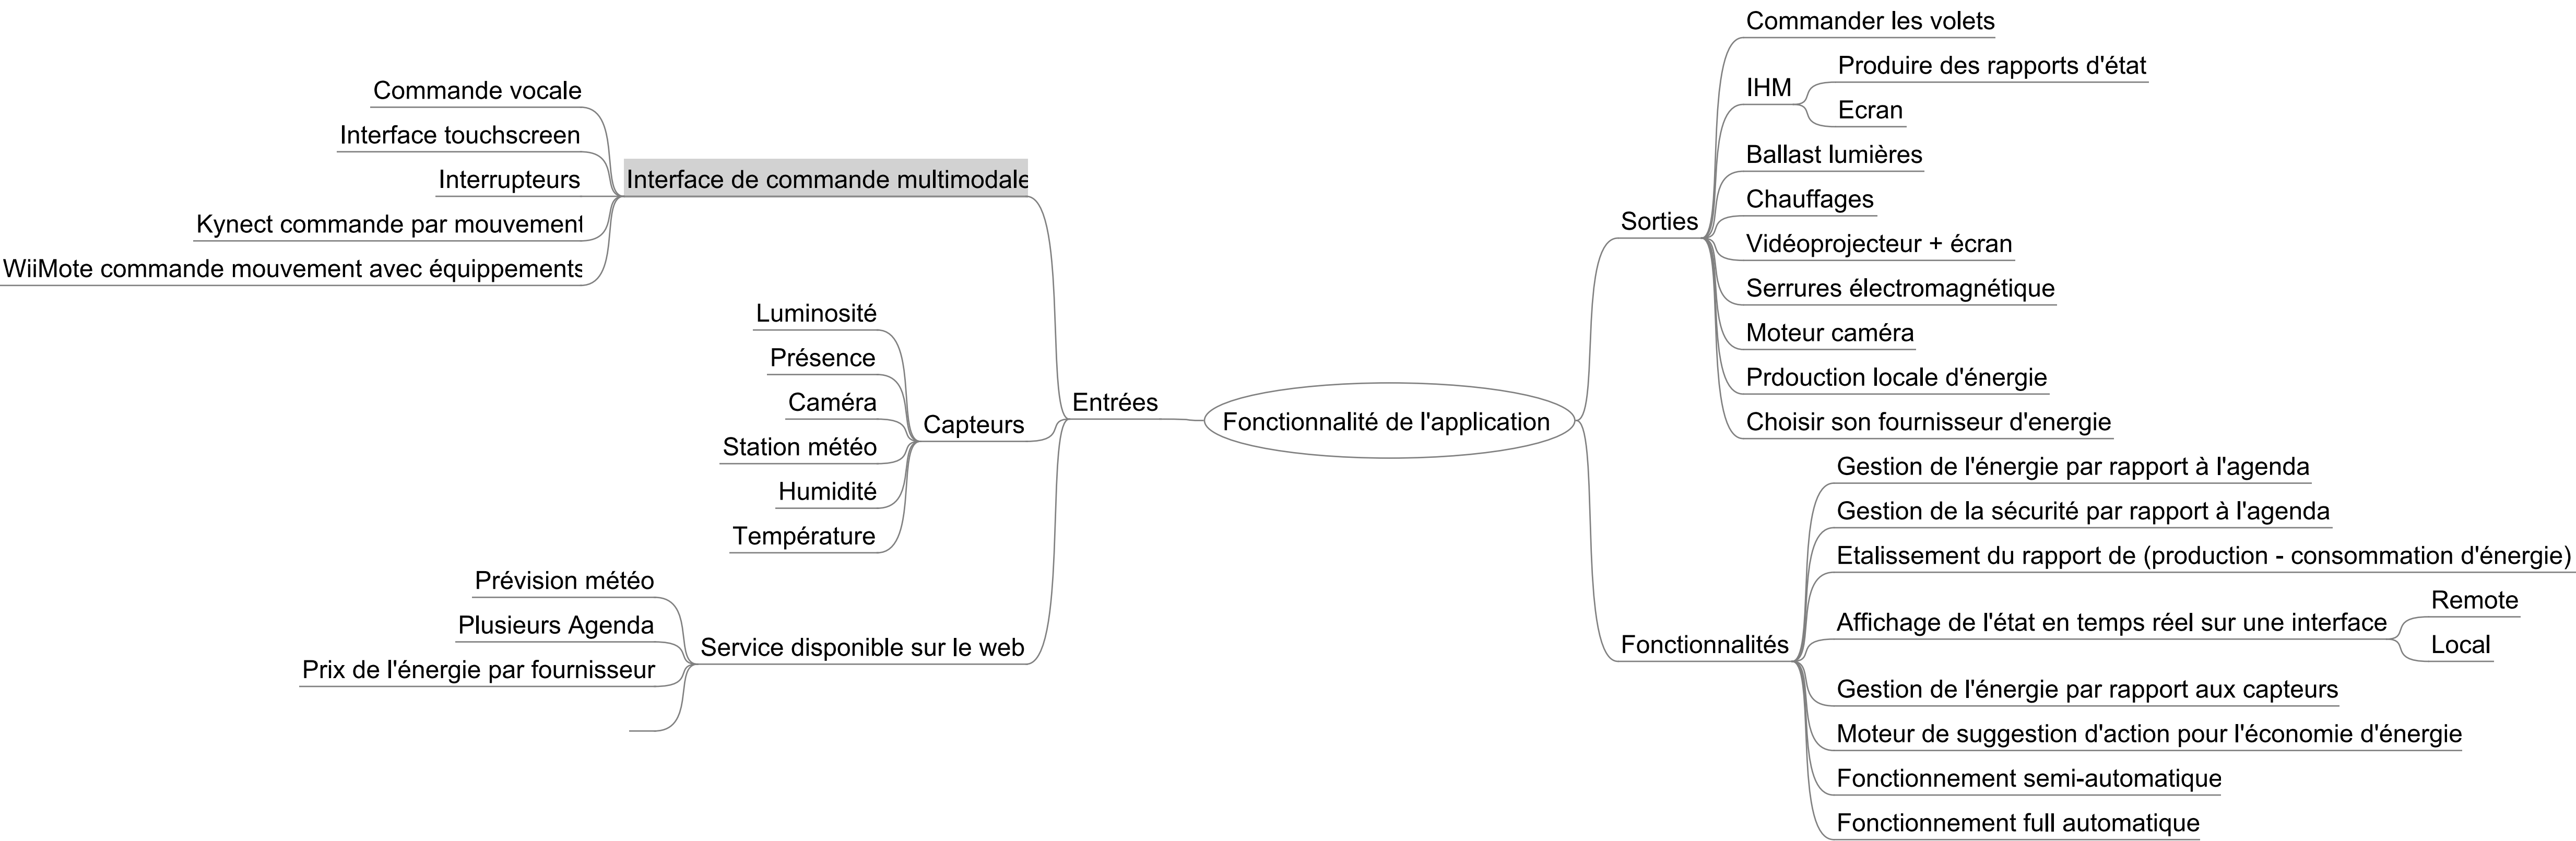 Fonctionnalité de l'application
Entrées
Interface de commande multimodale
Commande vocale
Interface touchscreen
Interrupteurs
Kynect commande par mouvement
WiiMote commande mouvement avec équippements
Capteurs
Luminosité
Présence
Caméra
Station météo
Humidité
Température
Service disponible sur le web
Prévision météo
Plusieurs Agenda
Prix de l'énergie par fournisseur
Sorties
Commander les volets
IHM
Produire des rapports d'état
Ecran
Ballast lumières
Chauffages
Vidéoprojecteur + écran
Serrures électromagnétique
Moteur caméra
Prdouction locale d'énergie
Choisir son fournisseur d'energie
Fonctionnalités
Gestion de l'énergie par rapport à l'agenda
Gestion de la sécurité par rapport à l'agenda
Etalissement du rapport de (production - consommation d'énergie)
Affichage de l'état en temps réel sur une interface
Remote
Local
Gestion de l'énergie par rapport aux capteurs
Moteur de suggestion d'action pour l'économie d'énergie
Fonctionnement semi-automatique
Fonctionnement full automatique